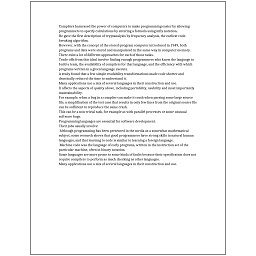 Compilers harnessed the power of computers to make programming easier by allowing
programmers to specify calculations by entering a formula using infix notation.
He gave the first description of cryptanalysis by frequency analysis, the earliest code-
breaking algorithm.
However, with the concept of the stored-program computer introduced in 1949, both
programs and data were stored and manipulated in the same way in computer memory.
There exist a lot of different approaches for each of those tasks.
Trade-offs from this ideal involve finding enough programmers who know the language to
build a team, the availability of compilers for that language, and the efficiency with which
programs written in a given language execute.
A study found that a few simple readability transformations made code shorter and
drastically reduced the time to understand it.
Many applications use a mix of several languages in their construction and use.
It affects the aspects of quality above, including portability, usability and most importantly
maintainability.
For example, when a bug in a compiler can make it crash when parsing some large source
file, a simplification of the test case that results in only few lines from the original source file
can be sufficient to reproduce the same crash.
This can be a non-trivial task, for example as with parallel processes or some unusual
software bugs.
Programming languages are essential for software development.
Their jobs usually involve:
Although programming has been presented in the media as a somewhat mathematical
subject, some research shows that good programmers have strong skills in natural human
languages, and that learning to code is similar to learning a foreign language.
Machine code was the language of early programs, written in the instruction set of the
particular machine, often in binary notation.
Some languages are more prone to some kinds of faults because their specification does not
require compilers to perform as much checking as other languages.
Many applications use a mix of several languages in their construction and use.